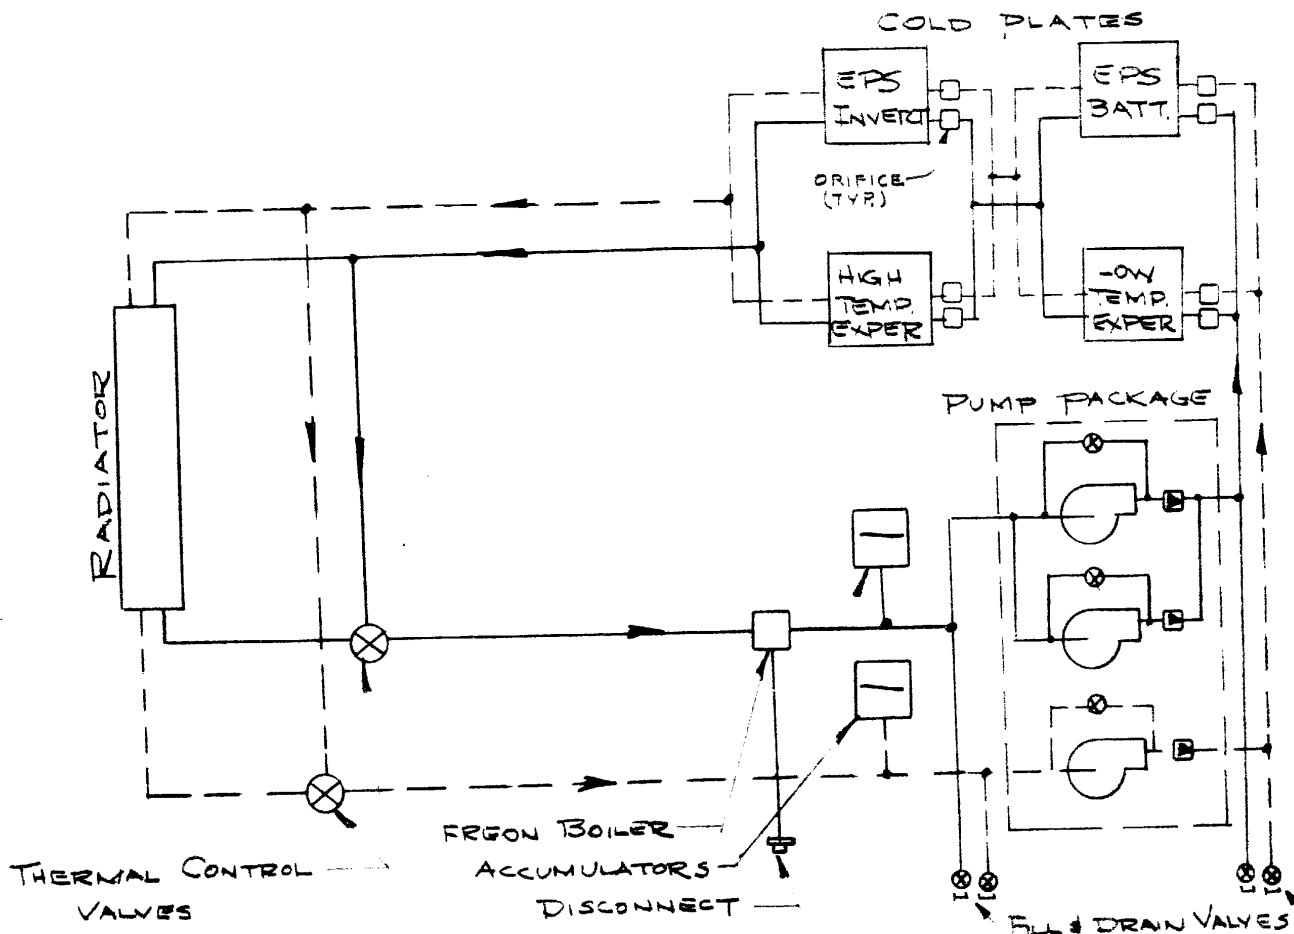 COLD PLATES
EPS
INVERT
EPS
BATT.
ORIFICE
(TYP.)
HIGH
TEMP.
EXPER
-OW
TEMP.
EXPER
PUMP PACKAGE
RADIATOR
FREON BOILER
ACCUMULATORS
DISCONNECT
THERMAL CONTROL
VALVES
FILL & DRAIN VALVES